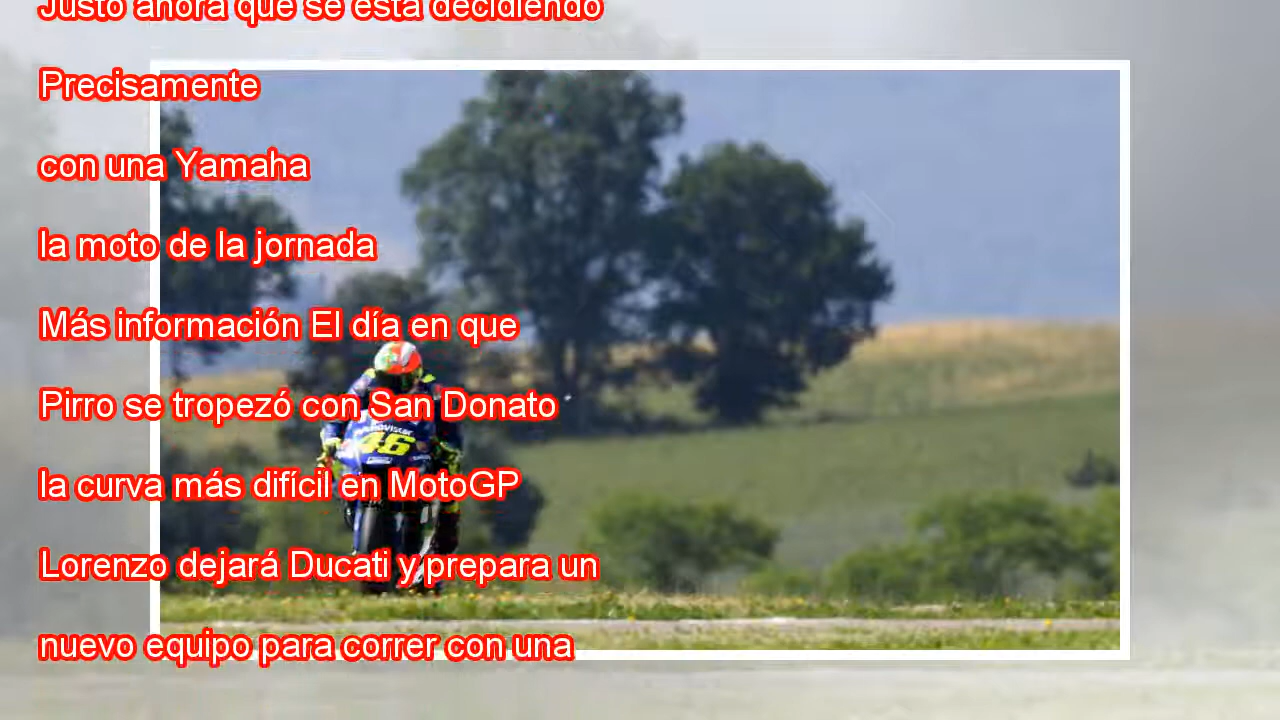 Justo ahora que se está decidiendo
Precisamente
con una Yamaha
la moto de la jornada
Más información El día en que
Pirro se tropezó con San Donato
la curva más difícil en MotoGP
Lorenzo dejará Ducati y prepara un
nuevo equipo para correr con una
Movistar
46